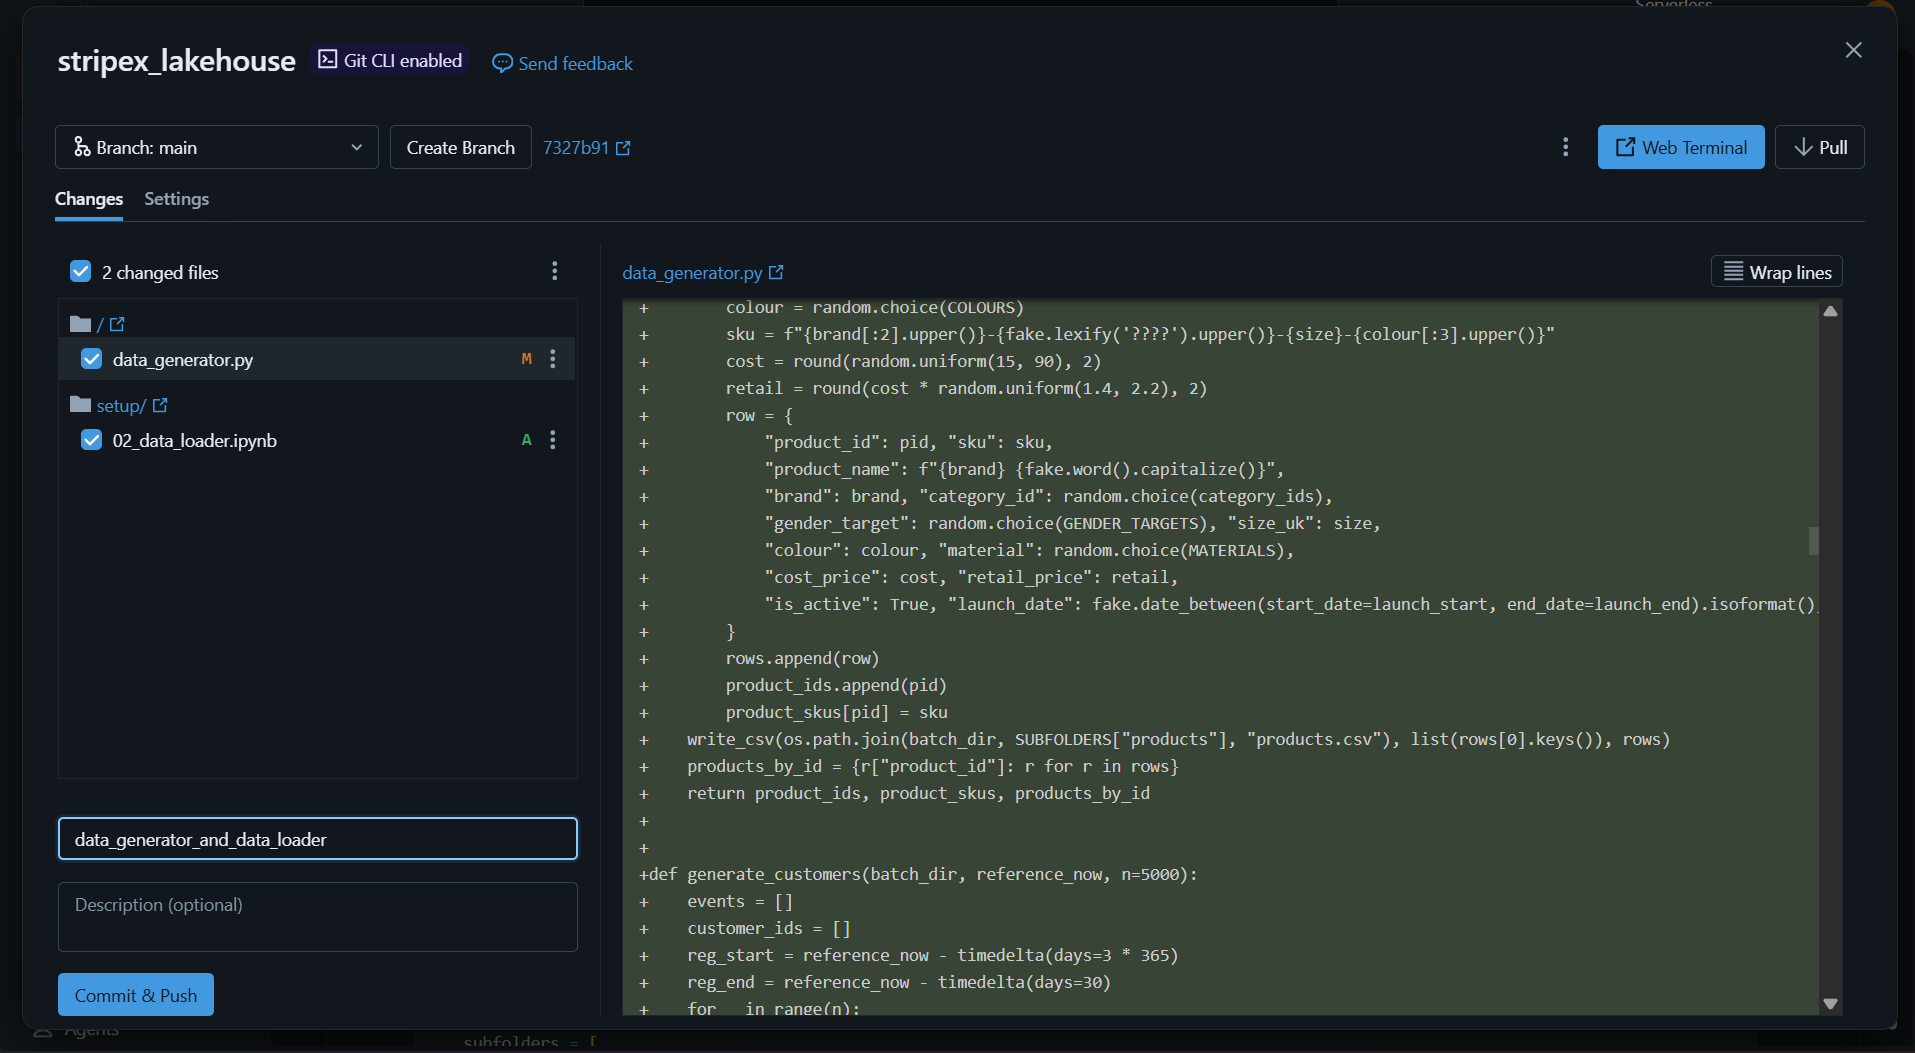 Serverless
stripex_lakehouse
Git CLI enabled
Send feedback
Branch: main
Create Branch
7327b91
Web Terminal
Pull
Changes
Settings
2 changed files
/
data_generator.py
M
setup/
02_data_loader.ipynb
A
data_generator_and_data_loader
Description (optional)
Commit & Push
data_generator.py
Wrap lines
+        colour = random.choice(COLOURS)
+        sku = f"{brand[:2].upper()}-{fake.lexify('????').upper()}-{size}-{colour[:3].upper()}"
+        cost = round(random.uniform(15, 90), 2)
+        retail = round(cost * random.uniform(1.4, 2.2), 2)
+        row = {
+            "product_id": pid, "sku": sku,
+            "product_name": f"{brand} {fake.word().capitalize()}",
+            "brand": brand, "category_id": random.choice(category_ids),
+            "gender_target": random.choice(GENDER_TARGETS), "size_uk": size,
+            "colour": colour, "material": random.choice(MATERIALS),
+            "cost_price": cost, "retail_price": retail,
+            "is_active": True, "launch_date": fake.date_between(start_date=launch_start, end_date=launch_end).isoformat()
+        }
+        rows.append(row)
+        product_ids.append(pid)
+        product_skus[pid] = sku
+    write_csv(os.path.join(batch_dir, SUBFOLDERS["products"], "products.csv"), list(rows[0].keys()), rows)
+    products_by_id = {r["product_id"]: r for r in rows}
+    return product_ids, product_skus, products_by_id
+
+
+def generate_customers(batch_dir, reference_now, n=5000):
+    events = []
+    customer_ids = []
+    reg_start = reference_now - timedelta(days=3 * 365)
+    reg_end = reference_now - timedelta(days=30)
+    for _ in range(n):
Agents
subfolders = [